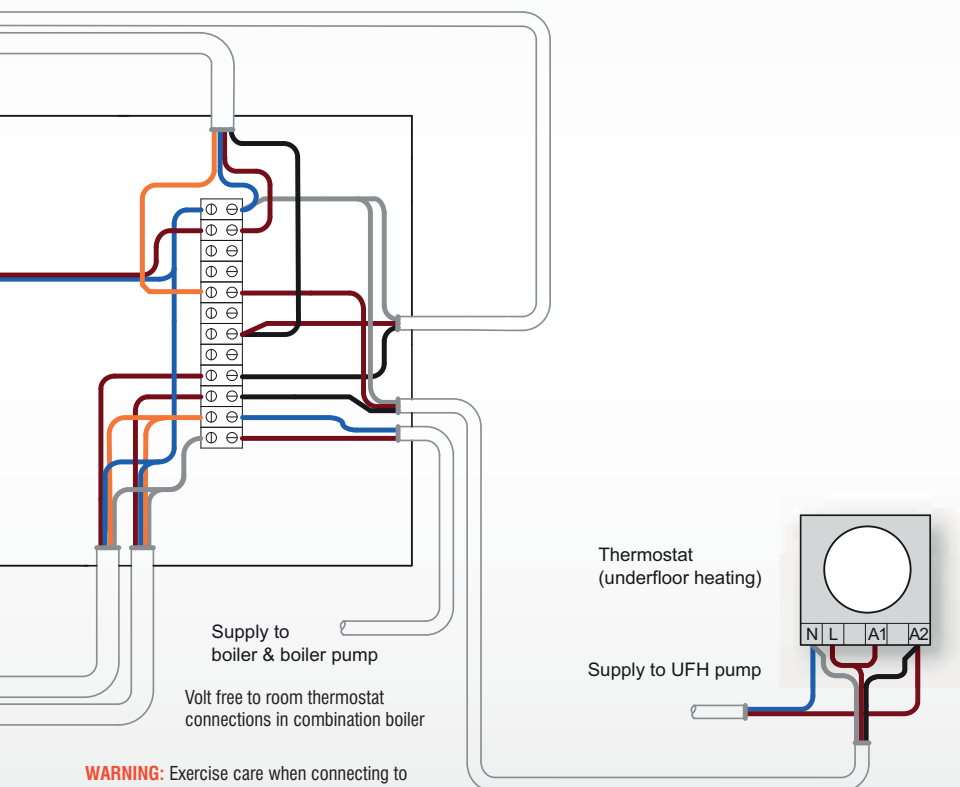 Thermostat
(underfloor heating)
N L A1 A2
Supply to UFH pump
Supply to
boiler & boiler pump
Volt free to room thermostat
connections in combination boiler
WARNING: Exercise care when connecting to